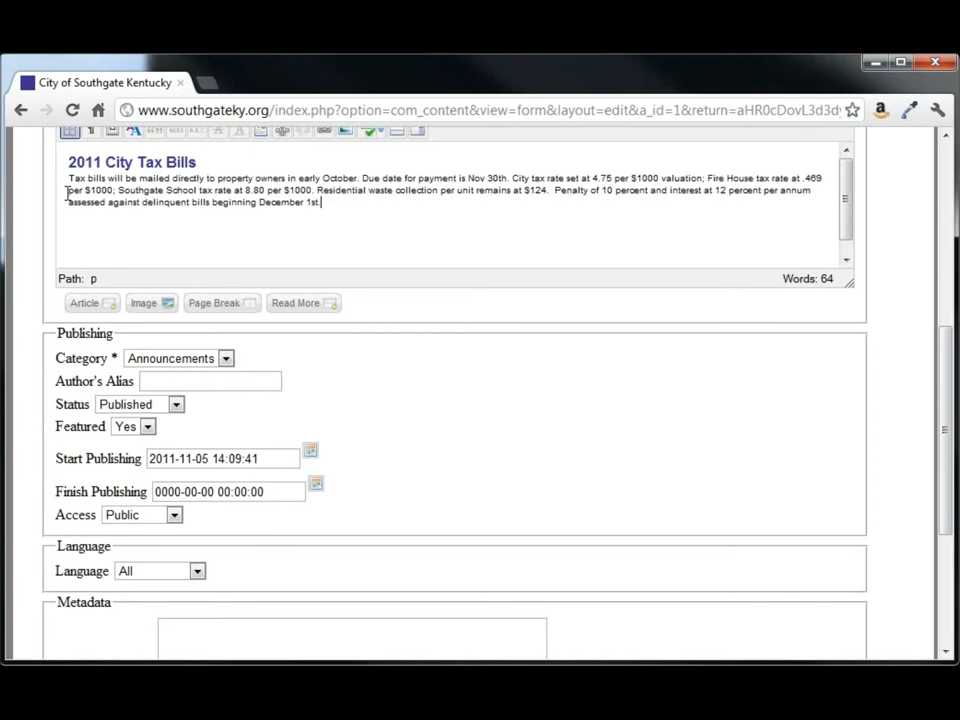 City of Southgate Kentucky
www.southgateky.org/index.php?option=com_content&view=form&layout=edit&a_id=1&return=aHR0cDovL3d3d
2011 City Tax Bills
Tax bills will be mailed directly to property owners in early October. Due date for payment is Nov 30th. City tax rate set at 4.75 per $1000 valuation; Fire House tax rate at .469
per $1000; Southgate School tax rate at 8.80 per $1000. Residential waste collection per unit remains at $124. Penalty of 10 percent and interest at 12 percent per annum
assessed against delinquent bills beginning December 1st.
Path: p Words: 64
Article Image Page Break Read More
Publishing
Category * Announcements
Author's Alias
Status Published
Featured Yes
Start Publishing 2011-11-05 14:09:41
Finish Publishing 0000-00-00 00:00:00
Access Public
Language
Language All
Metadata